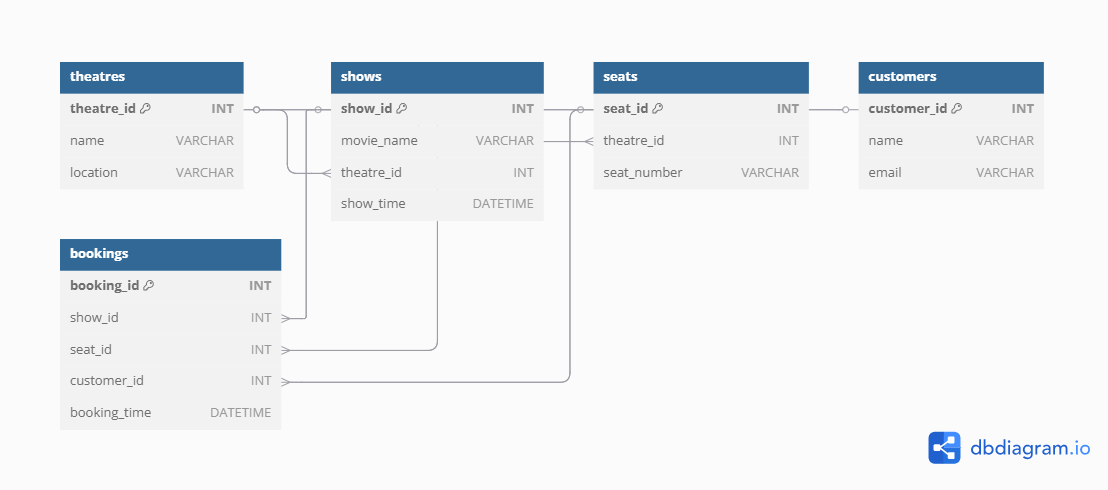 theatres
theatre_id INT
name VARCHAR
location VARCHAR
shows
show_id INT
movie_name VARCHAR
theatre_id INT
show_time DATETIME
seats
seat_id INT
theatre_id INT
seat_number VARCHAR
customers
customer_id INT
name VARCHAR
email VARCHAR
bookings
booking_id INT
show_id INT
seat_id INT
customer_id INT
booking_time DATETIME
dbdiagram.io